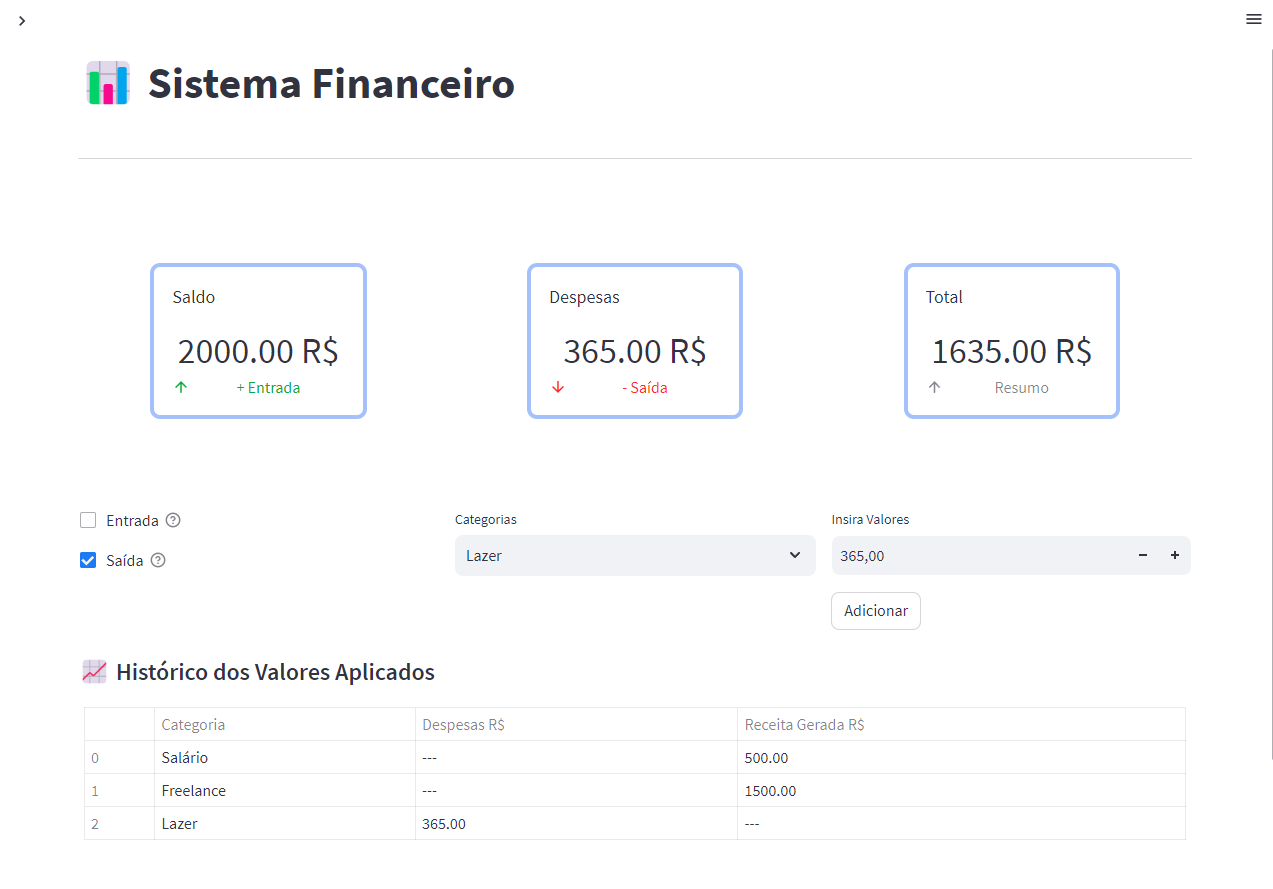 Sistema Financeiro
Saldo
2000.00 R$
+ Entrada
Despesas
365.00 R$
- Saída
Total
1635.00 R$
Resumo
Entrada
Saída
Categorias
Lazer
Insira Valores
365,00
Adicionar
Histórico dos Valores Aplicados
Categoria Despesas R$ Receita Gerada R$
0 Salário --- 500.00
1 Freelance --- 1500.00
2 Lazer 365.00 ---